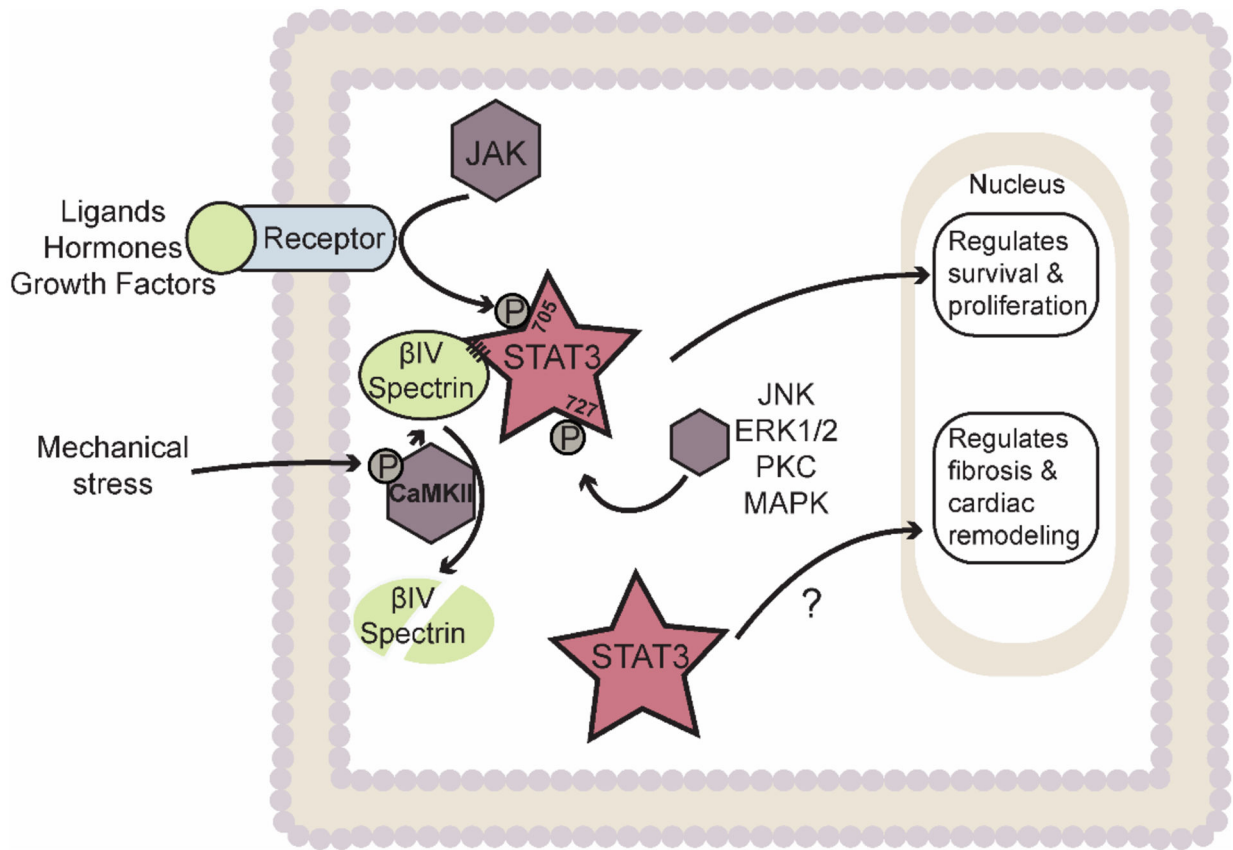 JAK
Ligands
Hormones
Growth Factors
Receptor
Nucleus
Regulates
survival &
proliferation
P
705
STAT3
βIV
Spectrin
727
P
JNK
ERK1/2
PKC
MAPK
Mechanical
stress
P
CaMKII
Regulates
fibrosis &
cardiac
remodeling
βIV
Spectrin
?
STAT3